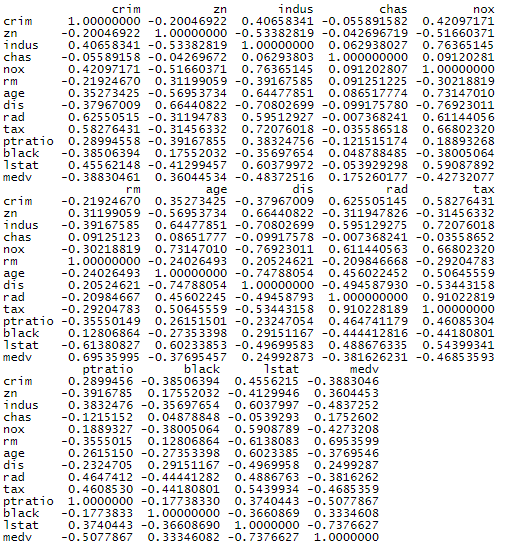 crim zn indus chas nox
crim 1.00000000 -0.20046922 0.40658341 -0.055891582 0.42097171
zn -0.20046922 1.00000000 -0.53382819 -0.042696719 -0.51660371
indus 0.40658341 -0.53382819 1.00000000 0.062938027 0.76365145
chas -0.05589158 -0.04269672 0.06293803 1.000000000 0.09120281
nox 0.42097171 -0.51660371 0.76365145 0.091202807 1.00000000
rm -0.21924670 0.31199059 -0.39167585 0.091251225 -0.30218819
age 0.35273425 -0.56953734 0.64477851 0.086517774 0.73147010
dis -0.37967009 0.66440822 -0.70802699 -0.099175780 -0.76923011
rad 0.62550515 -0.31194783 0.59512927 -0.007368241 0.61144056
tax 0.58276431 -0.31456332 0.72076018 -0.035586518 0.66802320
ptratio 0.28994558 -0.39167855 0.38324756 -0.121515174 0.18893268
black -0.38506394 0.17552032 -0.35697654 0.048788485 -0.38005064
lstat 0.45562148 -0.41299457 0.60379972 -0.053929298 0.59087892
medv -0.38830461 0.36044534 -0.48372516 0.175260177 -0.42732077
rm age dis rad tax
crim -0.21924670 0.35273425 -0.37967009 0.625505145 0.58276431
zn 0.31199059 -0.56953734 0.66440822 -0.311947826 -0.31456332
indus -0.39167585 0.64477851 -0.70802699 0.595129275 0.72076018
chas 0.09125123 0.08651777 -0.09917578 -0.007368241 -0.03558652
nox -0.30218819 0.73147010 -0.76923011 0.611440563 0.66802320
rm 1.00000000 -0.24026493 0.20524621 -0.209846668 -0.29204783
age -0.24026493 1.00000000 -0.74788054 0.456022452 0.50645559
dis 0.20524621 -0.74788054 1.00000000 -0.494587930 -0.53443158
rad -0.20984667 0.45602245 -0.49458793 1.000000000 0.91022819
tax -0.29204783 0.50645559 -0.53443158 0.910228189 1.00000000
ptratio -0.35550149 0.26151501 -0.23247054 0.464741179 0.46085304
black 0.12806864 -0.27353398 0.29151167 -0.444412816 -0.44180801
lstat -0.61380827 0.60233853 -0.49699583 0.488676335 0.54399341
medv 0.69535995 -0.37695457 0.24992873 -0.381626231 -0.46853593
ptratio black lstat medv
crim 0.2899456 -0.38506394 0.4556215 -0.3883046
zn -0.3916785 0.17552032 -0.4129946 0.3604453
indus 0.3832476 -0.35697654 0.6037997 -0.4837252
chas -0.1215152 0.04878848 -0.0539293 0.1752602
nox 0.1889327 -0.38005064 0.5908789 -0.4273208
rm -0.3555015 0.12806864 -0.6138083 0.6953599
age 0.2615150 -0.27353398 0.6023385 -0.3769546
dis -0.2324705 0.29151167 -0.4969958 0.2499287
rad 0.4647412 -0.44441282 0.4886763 -0.3816262
tax 0.4608530 -0.44180801 0.5439934 -0.4685359
ptratio 1.0000000 -0.17738330 0.3740443 -0.5077867
black -0.1773833 1.00000000 -0.3660869 0.3334608
lstat 0.3740443 -0.36608690 1.0000000 -0.7376627
medv -0.5077867 0.33346082 -0.7376627 1.0000000